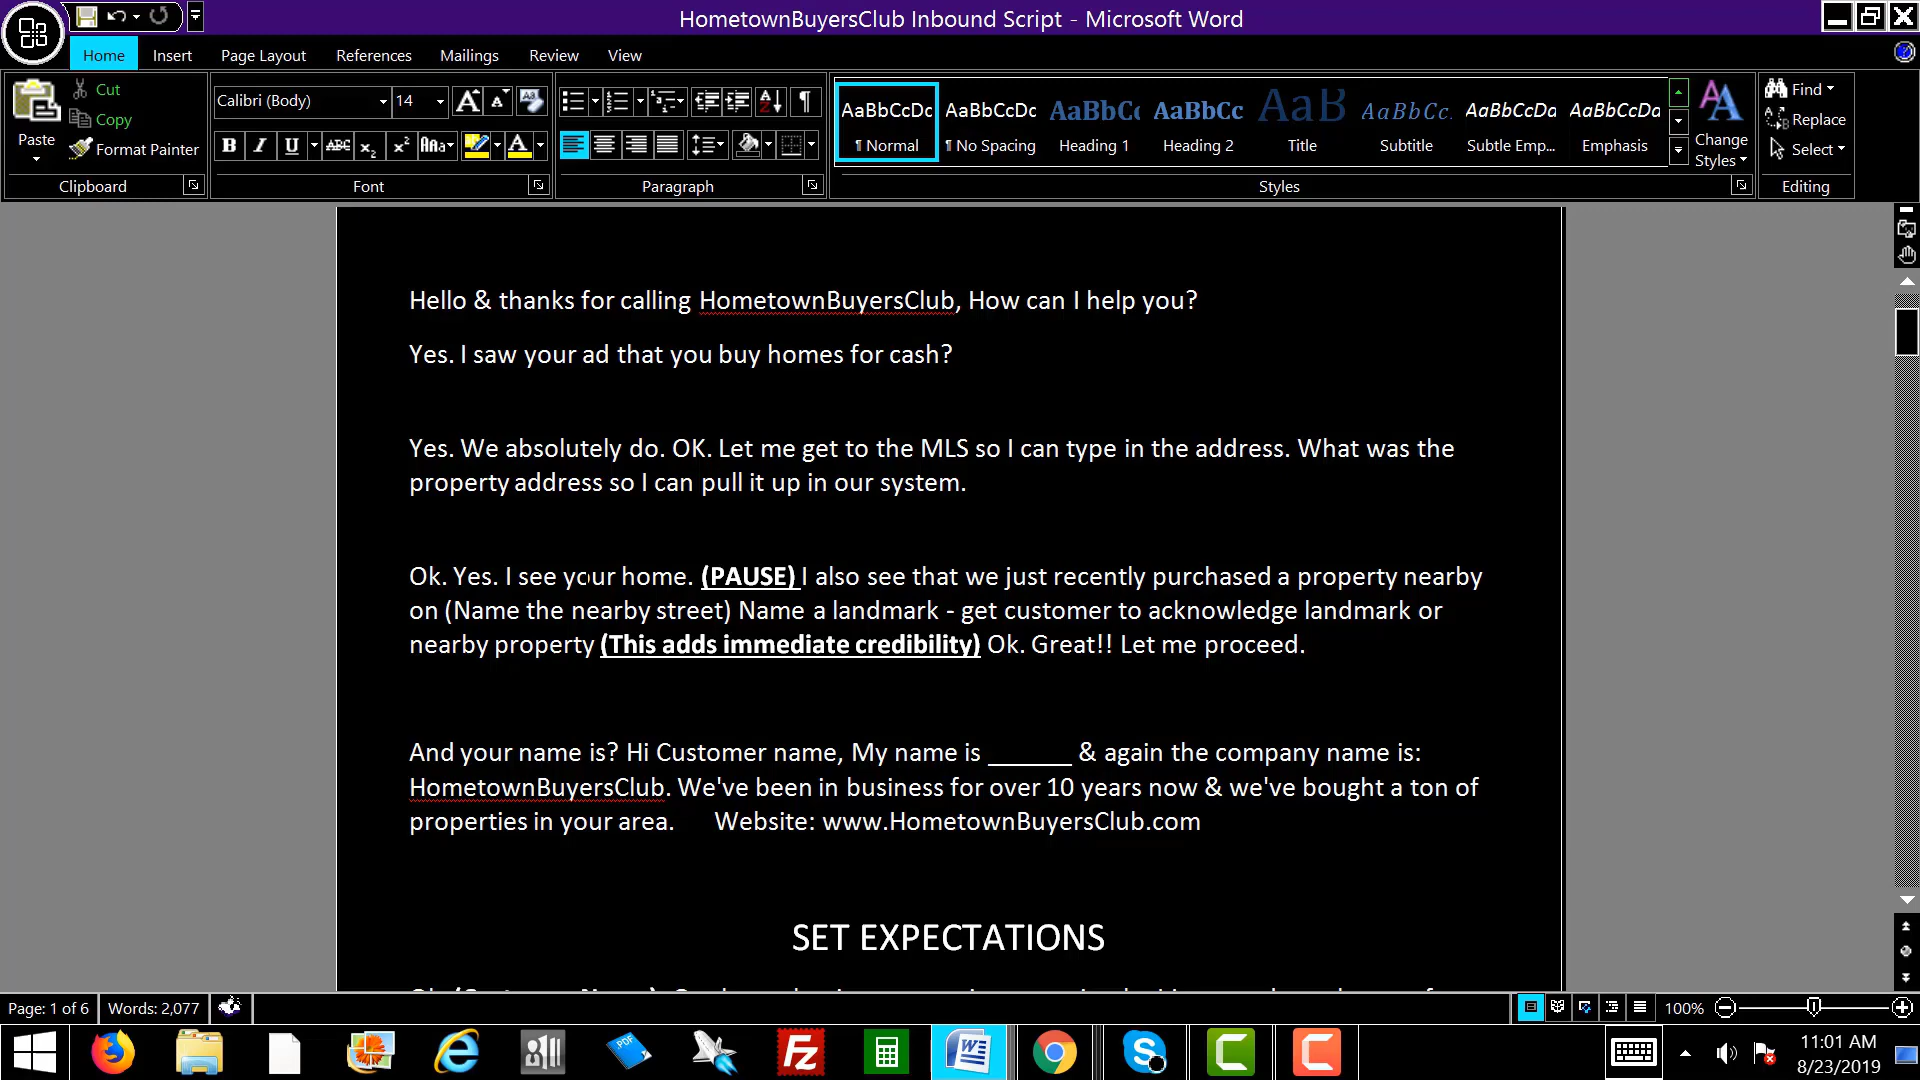 HometownBuyersClub Inbound Script - Microsoft Word
Home Insert Page Layout References Mailings Review View
Paste Cut Copy Format Painter
Clipboard
Calibri (Body) 14
B I U ABC x₂ x² Aa
Font
Paragraph
AaBbCcDc AaBbCcDc AaBbCc AaBbCc AaB AaBbCc. AaBbCcDa AaBbCcDa
¶ Normal ¶ No Spacing Heading 1 Heading 2 Title Subtitle Subtle Emp... Emphasis
Change Styles
Styles
Find
Replace
Select
Editing
Hello & thanks for calling HometownBuyersClub, How can I help you?
Yes. I saw your ad that you buy homes for cash?
Yes. We absolutely do. OK. Let me get to the MLS so I can type in the address. What was the
property address so I can pull it up in our system.
Ok. Yes. I see your home. (PAUSE) I also see that we just recently purchased a property nearby
on (Name the nearby street) Name a landmark - get customer to acknowledge landmark or
nearby property (This adds immediate credibility) Ok. Great!! Let me proceed.
And your name is? Hi Customer name, My name is ______ & again the company name is:
HometownBuyersClub. We've been in business for over 10 years now & we've bought a ton of
properties in your area. Website: www.HometownBuyersClub.com
SET EXPECTATIONS
Page: 1 of 6 Words: 2,077 100%
11:01 AM
8/23/2019